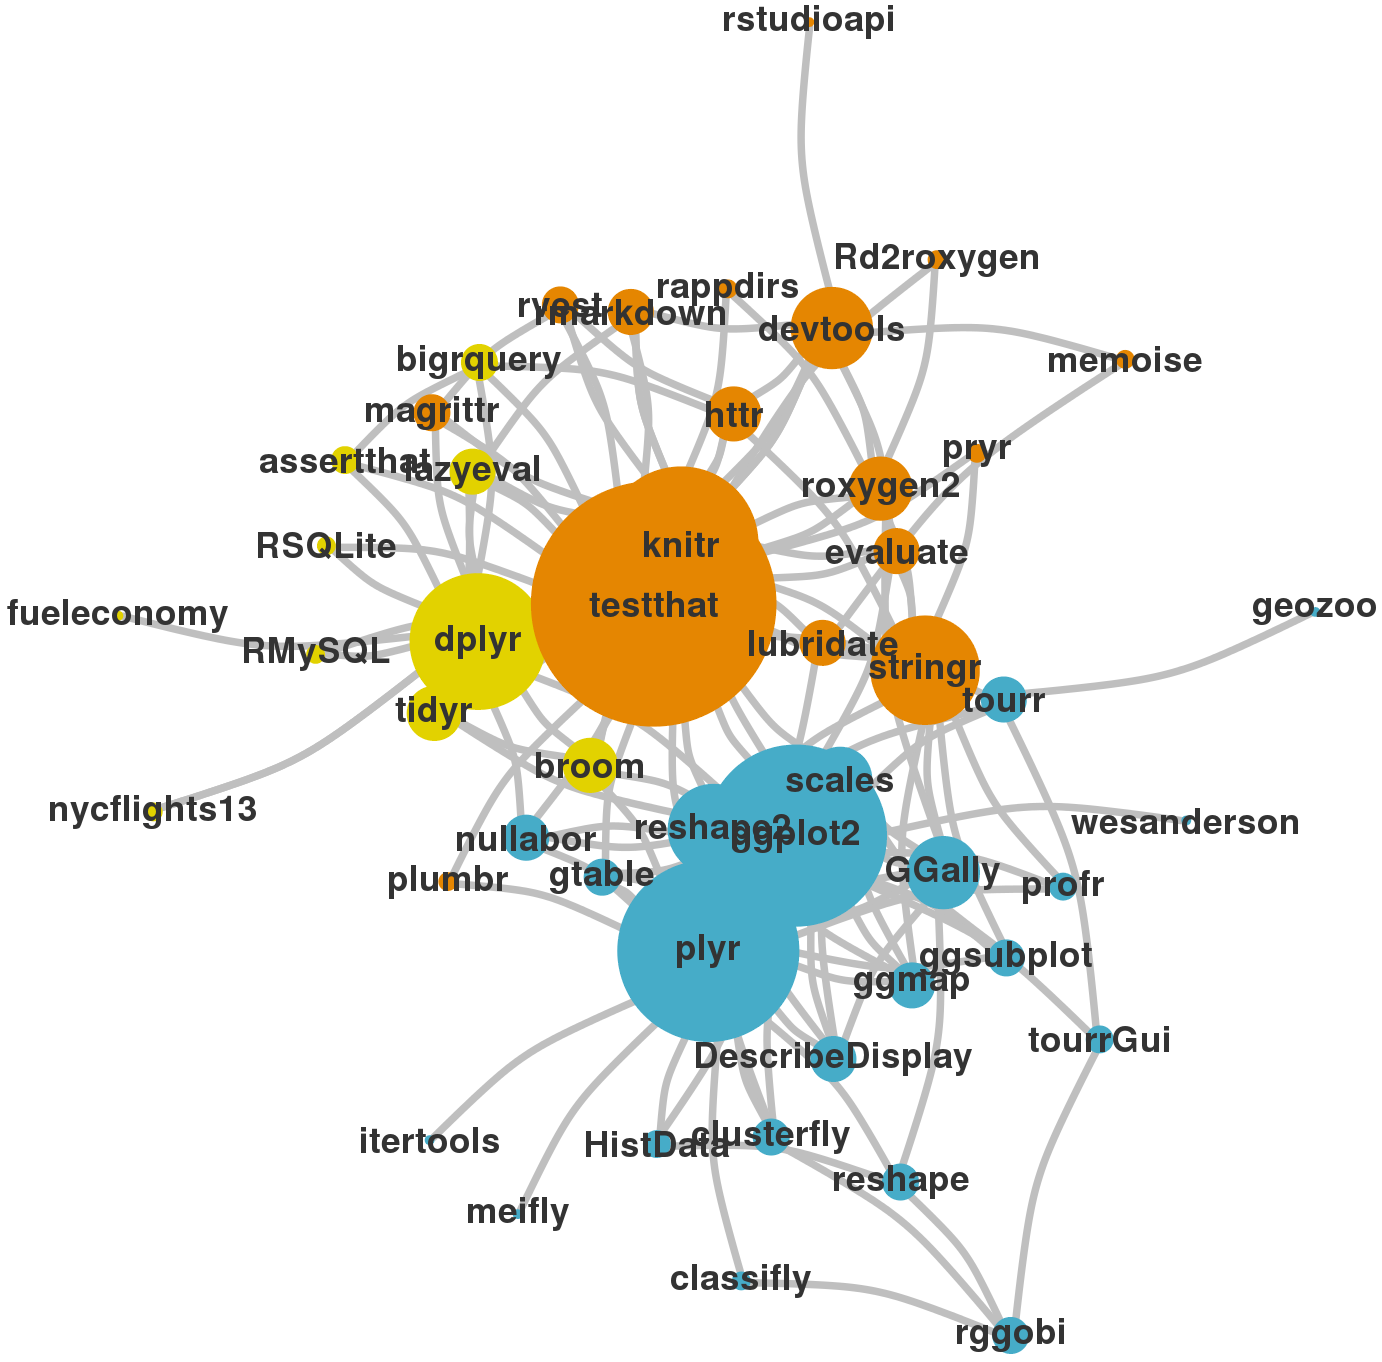 rstudioapi
Rd2roxygen
rappdirs
rvest
rmarkdown
devtools
bigrquery
memoise
magrittr
httr
pryr
assertthat
lazyeval
roxygen2
RSQLite
knitr
evaluate
testthat
geozoo
fueleconomy
dplyr
lubridate
RMySQL
stringr
tourr
tidyr
broom
scales
nycflights13
wesanderson
reshape2
ggplot2
nullabor
GGally
gtable
plumbr
profr
plyr
ggsubplot
ggmap
tourrGui
DescribeDisplay
clusterfly
itertools
HistData
reshape
meifly
classifly
rggobi